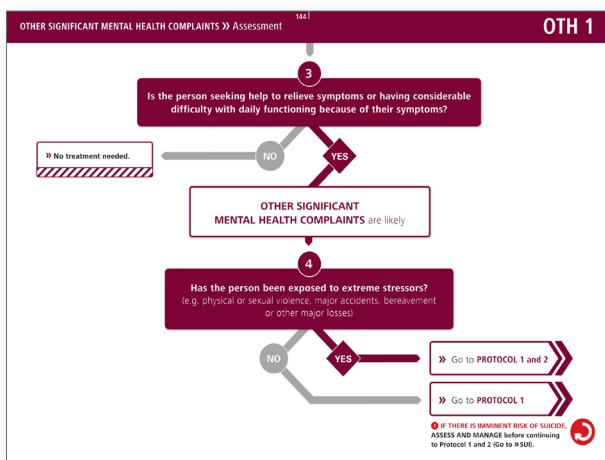 144
OTHER SIGNIFICANT MENTAL HEALTH COMPLAINTS » Assessment
OTH 1
3
Is the person seeking help to relieve symptoms or having considerable
difficulty with daily functioning because of their symptoms?
NO
YES
» No treatment needed.
OTHER SIGNIFICANT
MENTAL HEALTH COMPLAINTS are likely
4
Has the person been exposed to extreme stressors?
(e.g. physical or sexual violence, major accidents, bereavement
or other major losses)
NO
YES
» Go to PROTOCOL 1 and 2
» Go to PROTOCOL 1
! IF THERE IS IMMINENT RISK OF SUICIDE,
ASSESS AND MANAGE before continuing
to Protocol 1 and 2 (Go to » SUI).